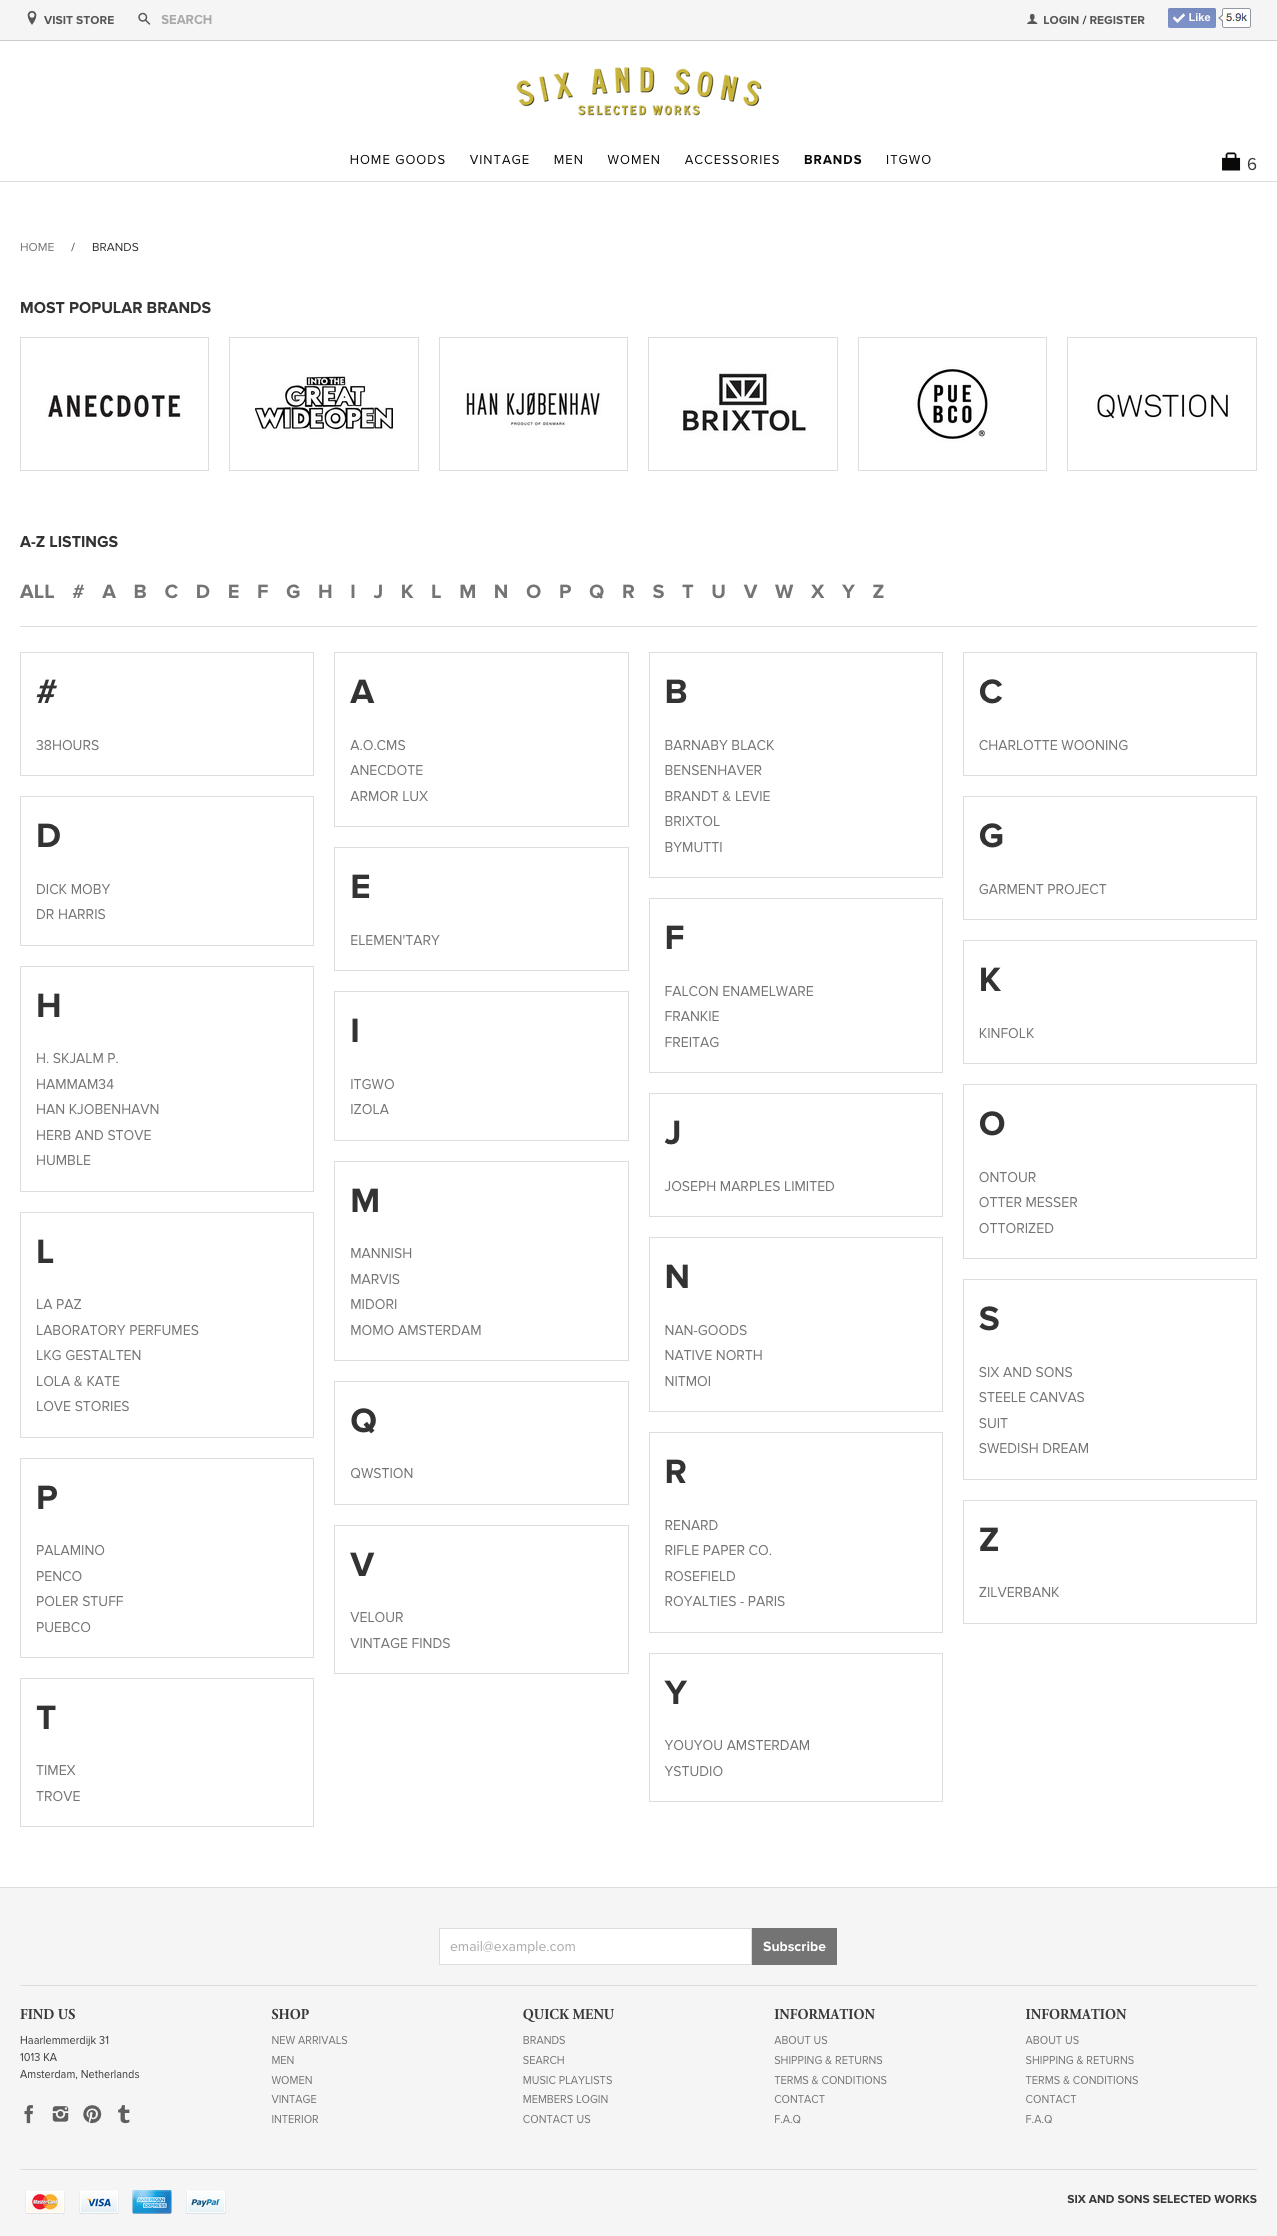 VISIT STORE
SEARCH
LOGIN / REGISTER
Like
5.9k
SIX AND SONS
SELECTED WORKS
HOME GOODS
VINTAGE
MEN
WOMEN
ACCESSORIES
BRANDS
ITGWO
6
HOME / BRANDS
MOST POPULAR BRANDS
ANECDOTE
INTO THE
GREAT
WIDEOPEN
HAN KJØBENHAV
PRODUCT OF DENMARK
BRIXTOL
PUE
BCO
®
QWSTION
A-Z LISTINGS
ALL # A B C D E F G H I J K L M N O P Q R S T U V W X Y Z
#
38HOURS
A
A.O.CMS
ANECDOTE
ARMOR LUX
B
BARNABY BLACK
BENSENHAVER
BRANDT & LEVIE
BRIXTOL
BYMUTTI
C
CHARLOTTE WOONING
D
DICK MOBY
DR HARRIS
E
ELEMEN'TARY
F
FALCON ENAMELWARE
FRANKIE
FREITAG
G
GARMENT PROJECT
H
H. SKJALM P.
HAMMAM34
HAN KJOBENHAVN
HERB AND STOVE
HUMBLE
I
ITGWO
IZOLA
J
JOSEPH MARPLES LIMITED
K
KINFOLK
L
LA PAZ
LABORATORY PERFUMES
LKG GESTALTEN
LOLA & KATE
LOVE STORIES
M
MANNISH
MARVIS
MIDORI
MOMO AMSTERDAM
N
NAN-GOODS
NATIVE NORTH
NITMOI
O
ONTOUR
OTTER MESSER
OTTORIZED
P
PALAMINO
PENCO
POLER STUFF
PUEBCO
Q
QWSTION
R
RENARD
RIFLE PAPER CO.
ROSEFIELD
ROYALTIES - PARIS
S
SIX AND SONS
STEELE CANVAS
SUIT
SWEDISH DREAM
T
TIMEX
TROVE
V
VELOUR
VINTAGE FINDS
Y
YOUYOU AMSTERDAM
YSTUDIO
Z
ZILVERBANK
email@example.com
Subscribe
FIND US
Haarlemmerdijk 31
1013 KA
Amsterdam, Netherlands
SHOP
NEW ARRIVALS
MEN
WOMEN
VINTAGE
INTERIOR
QUICK MENU
BRANDS
SEARCH
MUSIC PLAYLISTS
MEMBERS LOGIN
CONTACT US
INFORMATION
ABOUT US
SHIPPING & RETURNS
TERMS & CONDITIONS
CONTACT
F.A.Q
INFORMATION
ABOUT US
SHIPPING & RETURNS
TERMS & CONDITIONS
CONTACT
F.A.Q
MasterCard
VISA
AMERICAN EXPRESS
PayPal
SIX AND SONS SELECTED WORKS